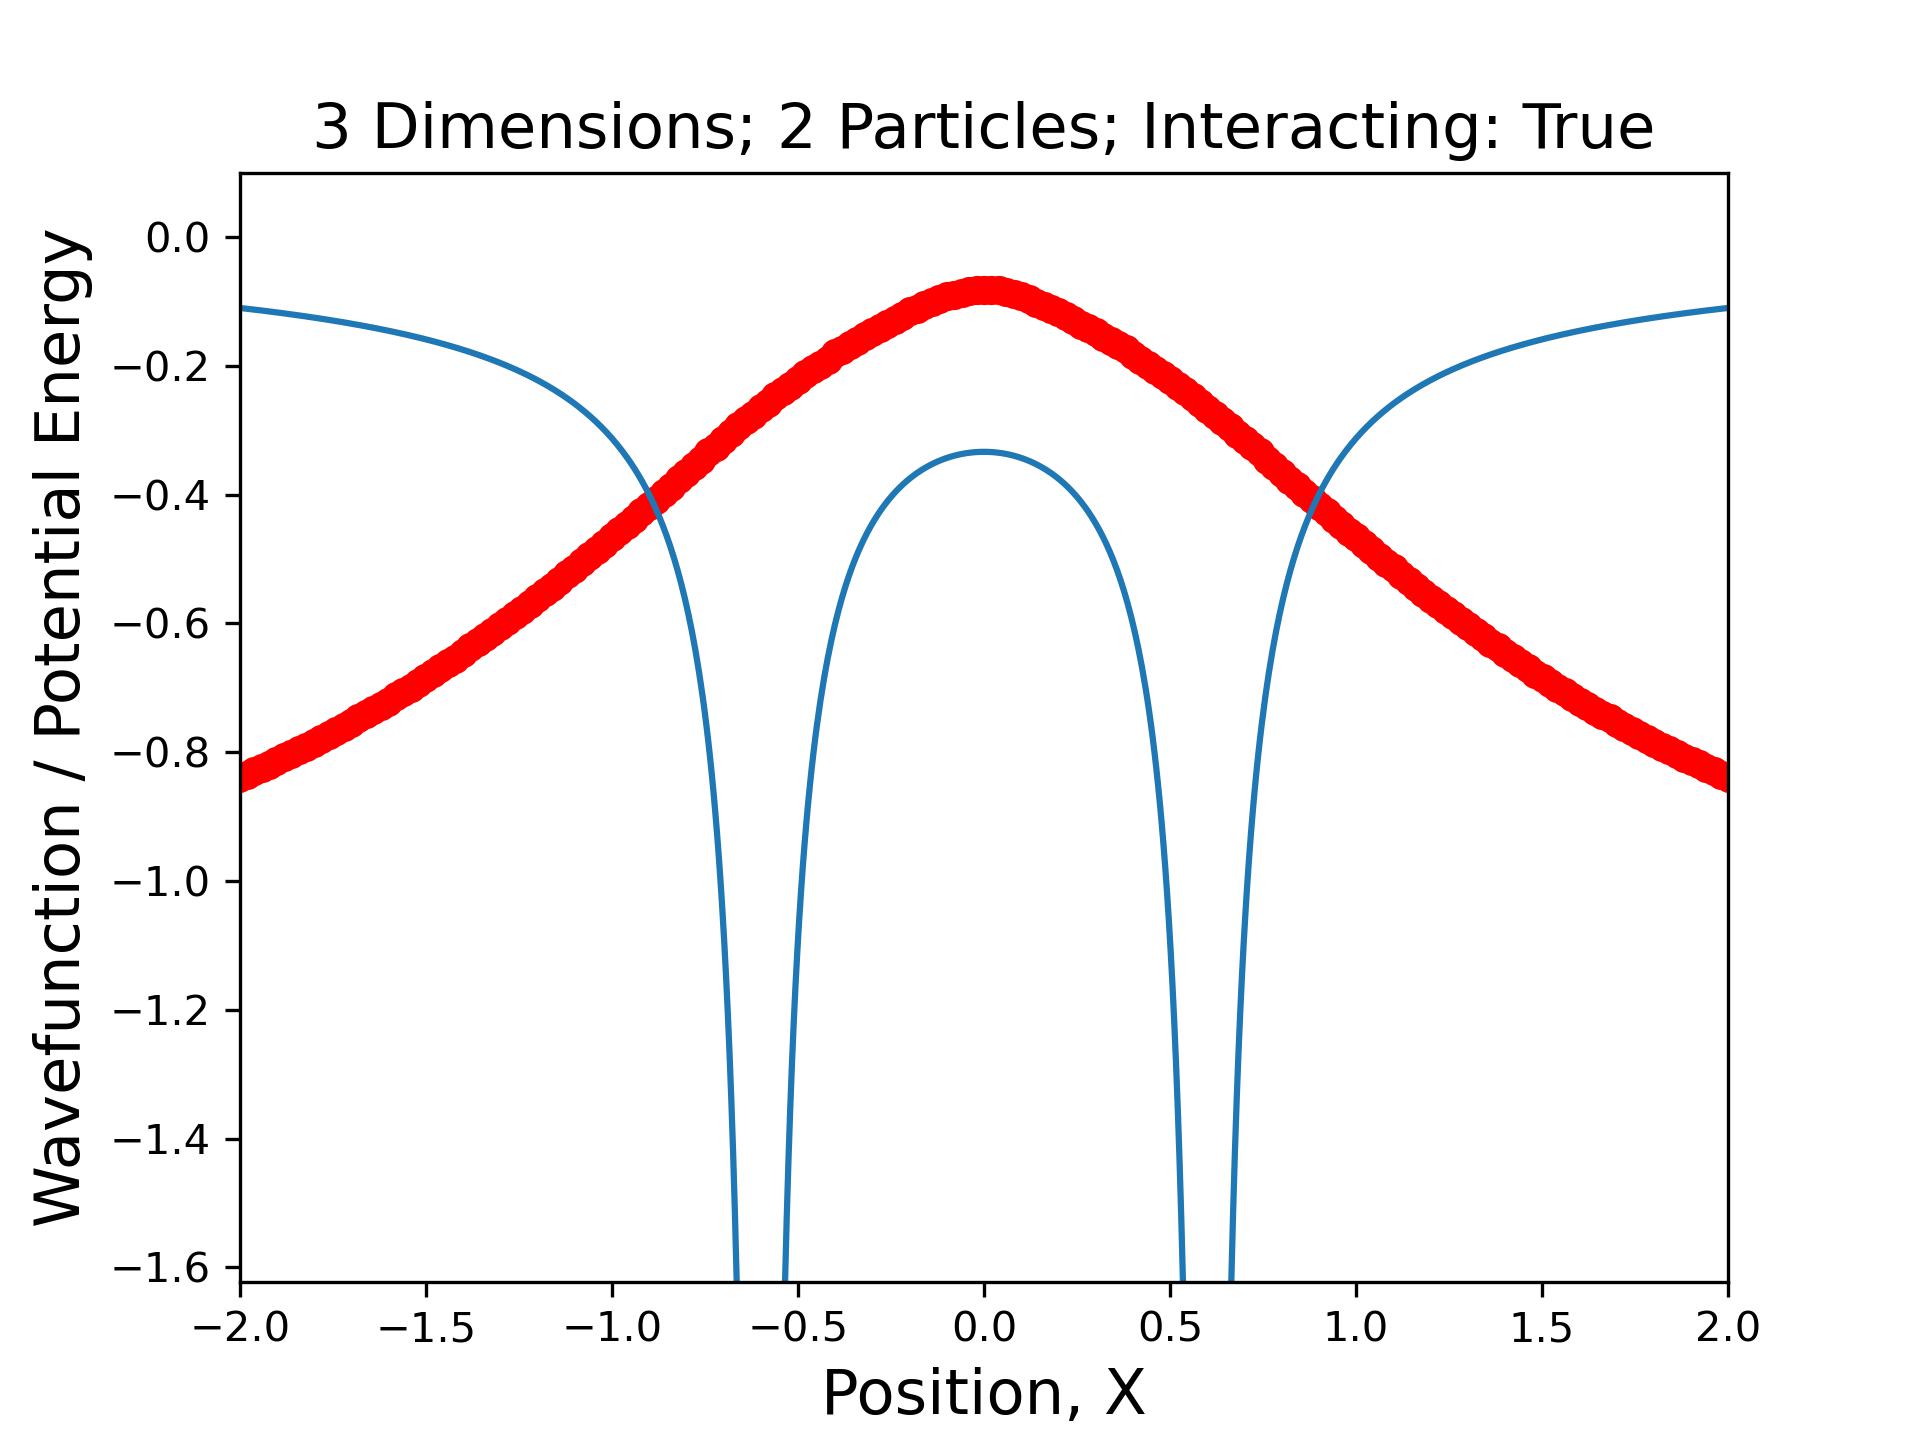 3 Dimensions; 2 Particles; Interacting: True
Wavefunction / Potential Energy
0.0
−0.2
−0.4
−0.6
−0.8
−1.0
−1.2
−1.4
−1.6
−2.0 −1.5 −1.0 −0.5 0.0 0.5 1.0 1.5 2.0
Position, X